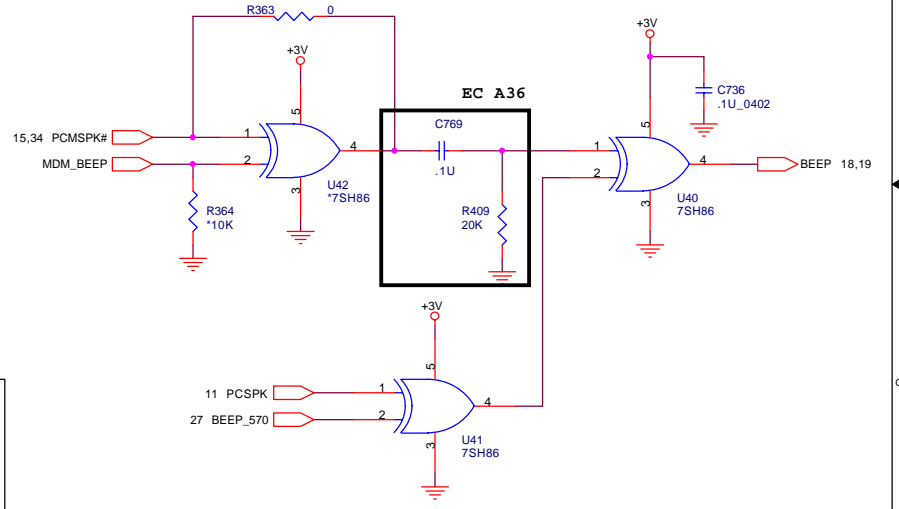 R363 0
+3V
+3V
EC A36
C736
.1U_0402
C769
.1U
5
5
15,34 PCMSPK#
1
4
1
MDM_BEEP
2
2
4
BEEP 18,19
3
3
U42
*7SH86
U40
7SH86
R364
*10K
R409
20K
+3V
5
11 PCSPK
1
4
27 BEEP_570
2
3
U41
7SH86